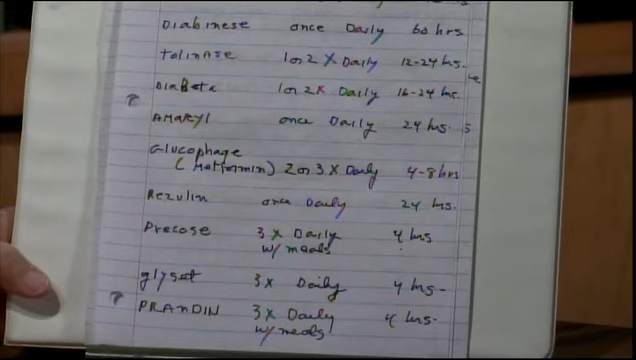 Diabinese once Daily 60 hrs
Tolinase 1 or 2 X Daily 12-24 hrs.
DiaBeta 1 or 2 X Daily 16-24 hrs.
AMARyl once Daily 24 hrs.
Glucophage
(Metformin) 2 or 3 X Daily 4-8 hrs
Rezulin once Daily 24 hrs.
Precose 3 X Daily 4 hrs
w/ meals
glyset 3X Daily 4 hrs-
PRANDIN 3X Daily 4 hrs.
w/ meals